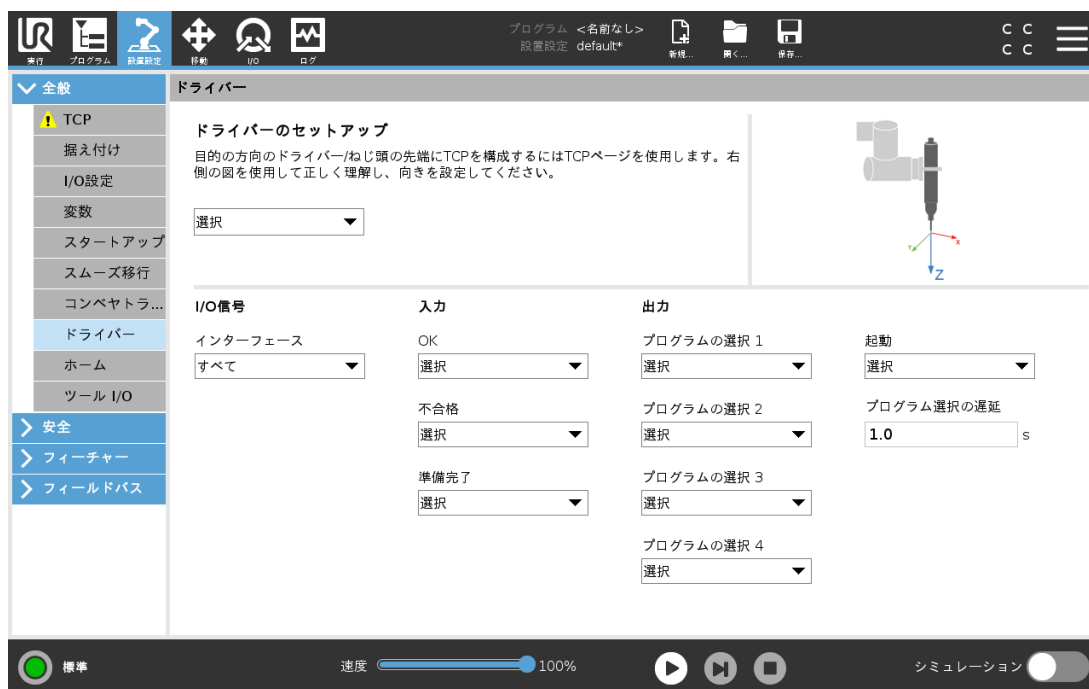 プログラム <名前なし>
設置設定 default*
C C
C C
実行 プログラム 設置設定 移動 I/O ログ 新規... 開く... 保存...
全般
TCP
据え付け
I/O設定
変数
スタートアップ
スムーズ移行
コンベヤトラ...
ドライバー
ホーム
ツール I/O
安全
フィーチャー
フィールドバス
ドライバー
ドライバーのセットアップ
目的の方向のドライバー/ねじ頭の先端にTCPを構成するにはTCPページを使用します。右
側の図を使用して正しく理解し、向きを設定してください。
選択
Y X
Z
I/O信号
インターフェース
すべて
入力
OK
選択
不合格
選択
準備完了
選択
出力
プログラムの選択 1
選択
プログラムの選択 2
選択
プログラムの選択 3
選択
プログラムの選択 4
選択
起動
選択
プログラム選択の遅延
1.0 s
標準
速度 100%
シミュレーション